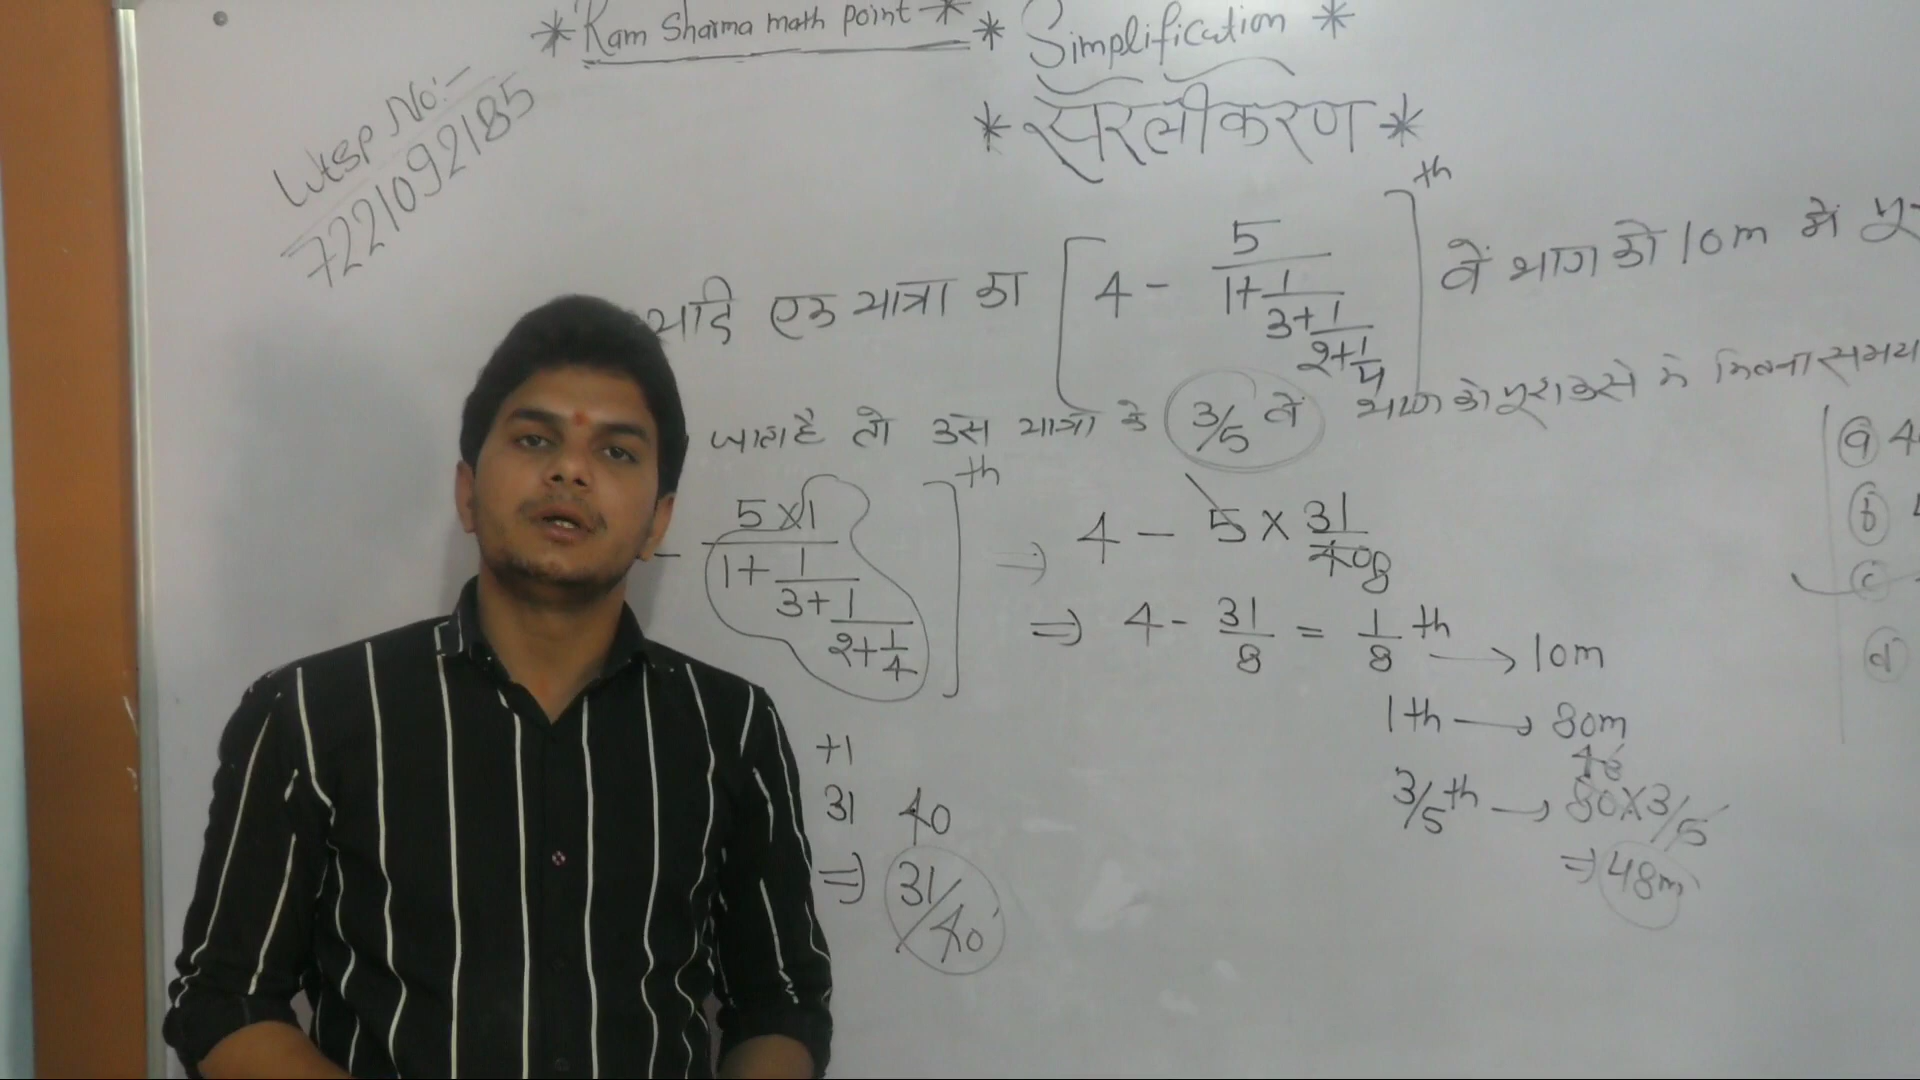 * Ram Sharma math point *
* Simplification *
* सरलीकरण *
Wtsp No:-
7221092185
यदि एक यात्रा का [4 - 5/(1+1/(3+1/(2+1/4)))]th वें भाग को 10m में
जाता है तो उस यात्रा के 3/5 वें भाग को पूरा करने में कितना समय
- 5×1/(1+1/(3+1/(2+1/4)))]th ⇒ 4 - 5 × 31/40 8
⇒ 4 - 31/8 = 1/8 th → 10m
1th → 80m
48
3/5th → 80×3/5
⇒ 48m
+1
31 40
⇒ 31/40
(a) 4
(b)
(c)
(d)